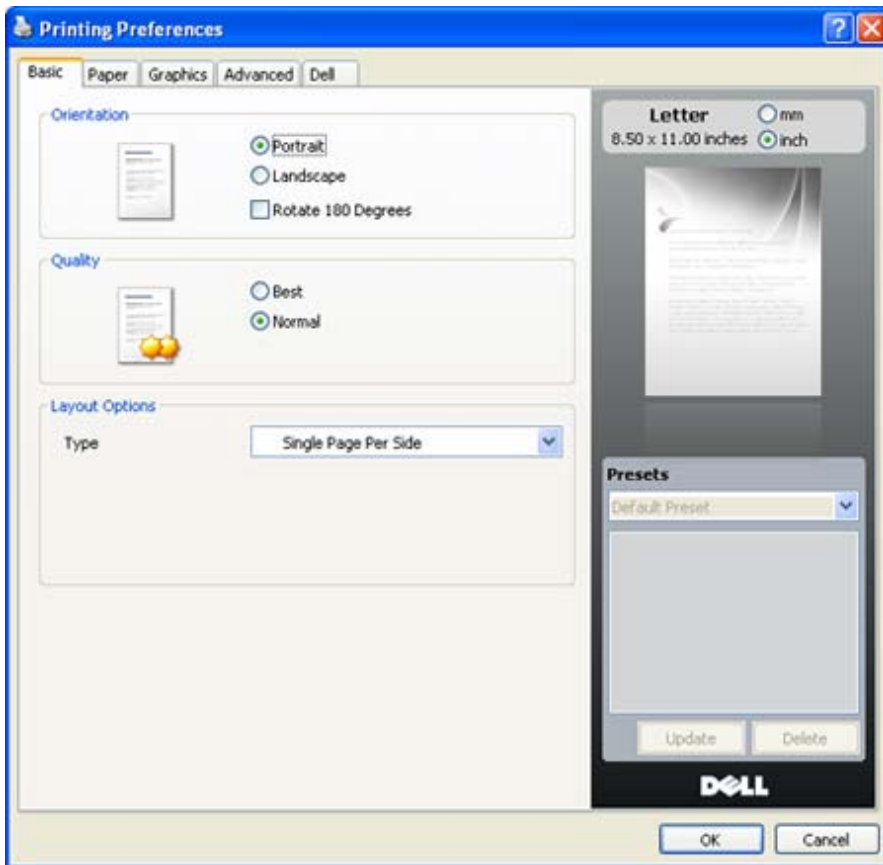 Printing Preferences
Basic
Paper
Graphics
Advanced
Dell
Orientation
Portrait
Landscape
Rotate 180 Degrees
Quality
Best
Normal
Layout Options
Type
Single Page Per Side
Letter
mm
8.50 x 11.00 inches
inch
Presets
Default Preset
Update
Delete
DELL
OK
Cancel